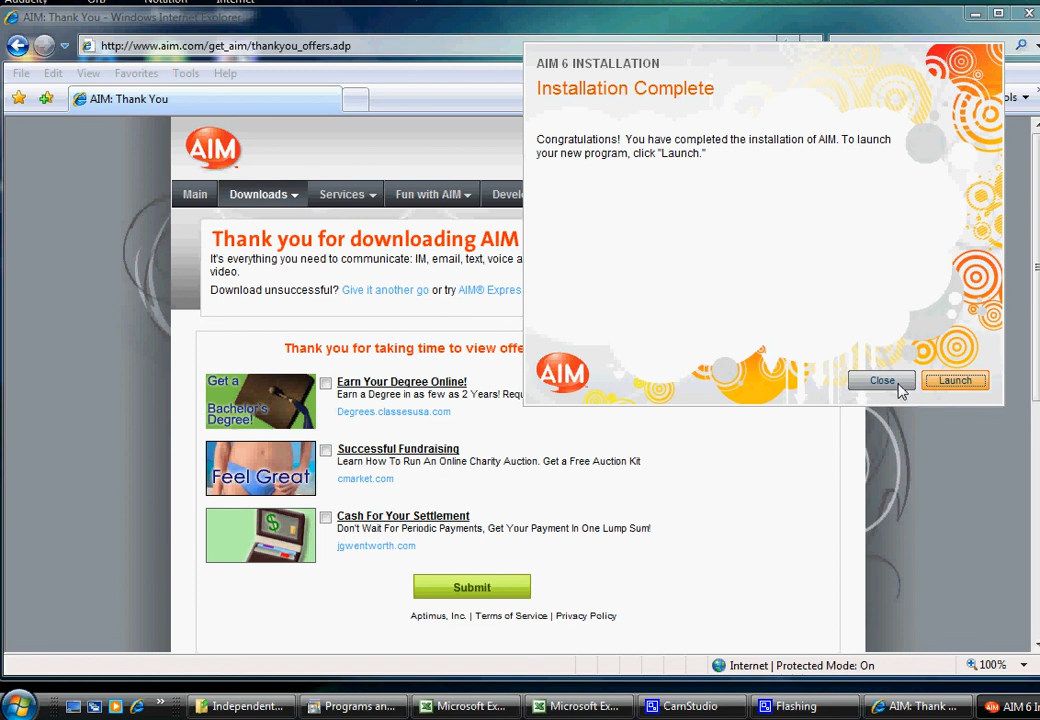 Audacity Orb Notation Internet
AIM: Thank You - Windows Internet Explorer
http://www.aim.com/get_aim/thankyou_offers.adp
File Edit View Favorites Tools Help
AIM: Thank You
AIM
Main Downloads Services Fun with AIM
Thank you for downloading AIM
It's everything you need to communicate: IM, email, text, voice a
video.
Download unsuccessful? Give it another go or try AIM® Expres
Thank you for taking time to view offe
Get a
Bachelor's
Degree!
Earn Your Degree Online!
Earn a Degree in as few as 2 Years! Requ
Degrees.classesusa.com
Feel Great
Successful Fundraising
Learn How To Run An Online Charity Auction. Get a Free Auction Kit
cmarket.com
$
Cash For Your Settlement
Don't Wait For Periodic Payments, Get Your Payment In One Lump Sum!
jgwentworth.com
Submit
Aptimus, Inc. | Terms of Service | Privacy Policy
AIM 6 INSTALLATION
Installation Complete
Congratulations! You have completed the installation of AIM. To launch
your new program, click "Launch."
AIM
Close Launch
Internet | Protected Mode: On 100%
Independent... Programs an... Microsoft Ex... Microsoft Ex... CamStudio Flashing AIM: Thank ... AIM 6 In